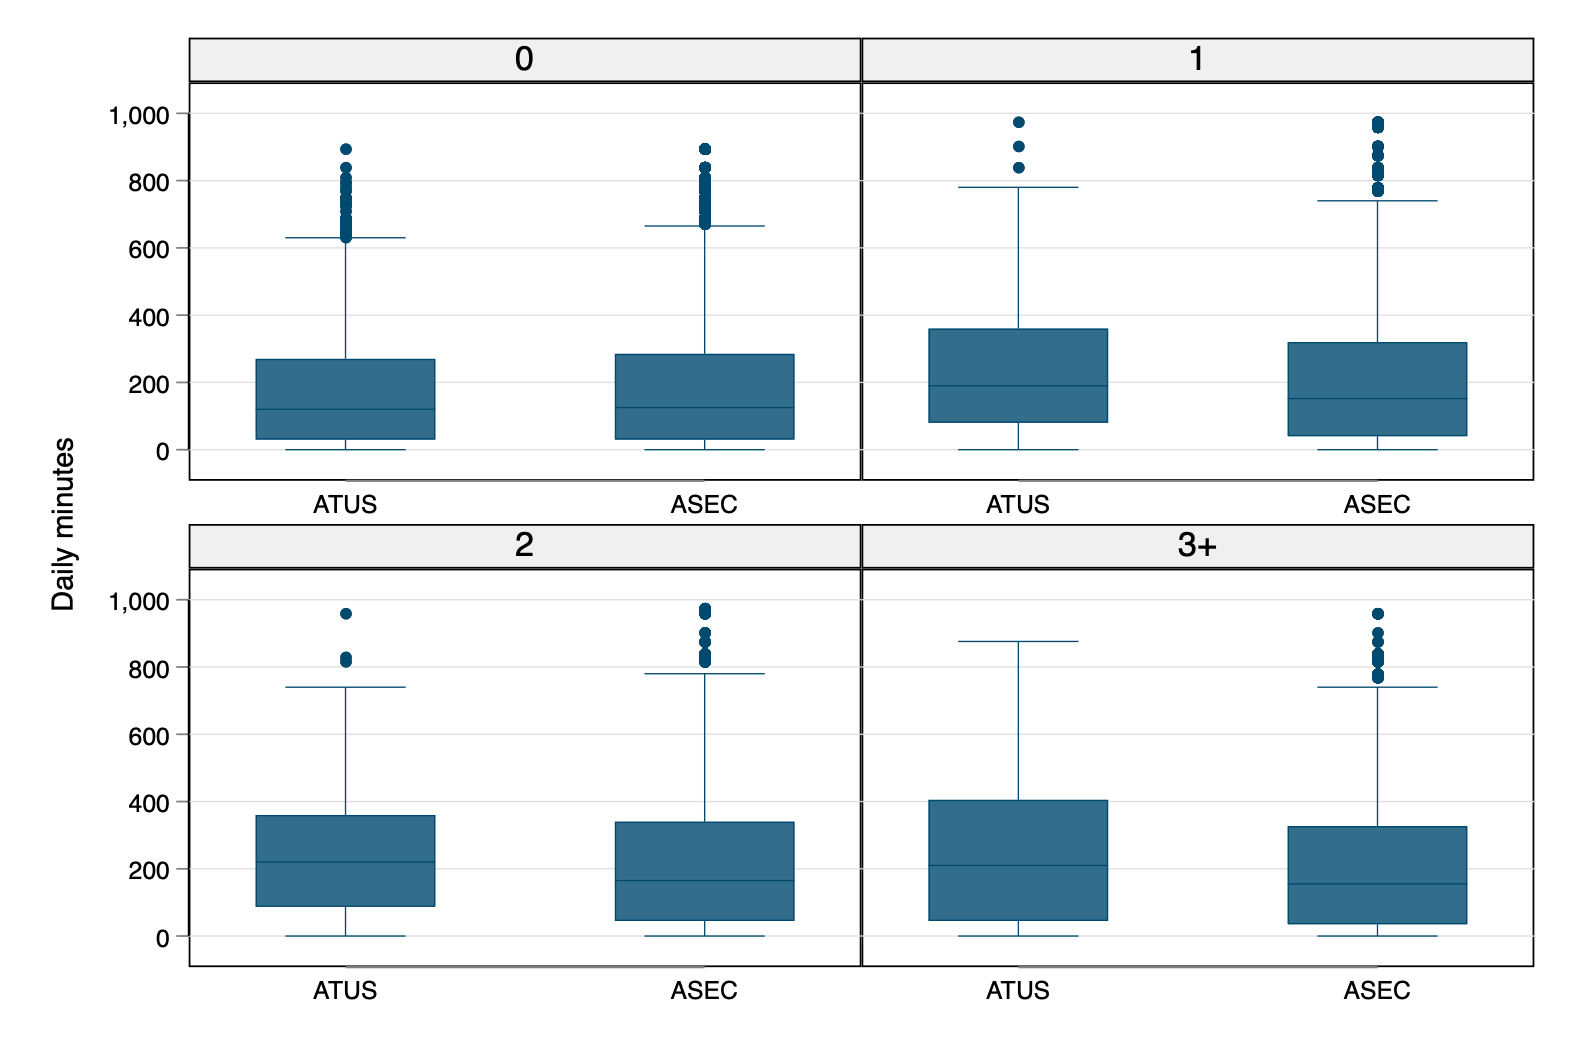 0
1
1,000
800
600
400
200
0
ATUS
ASEC
ATUS
ASEC
Daily minutes
2
3+
1,000
800
600
400
200
0
ATUS
ASEC
ATUS
ASEC